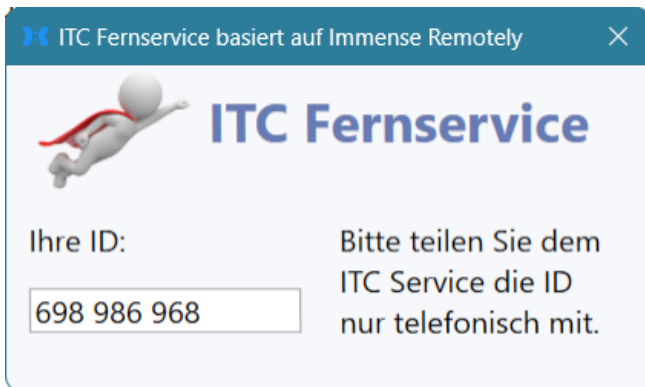 ITC Fernservice basiert auf Immense Remotely
ITC Fernservice
Ihre ID:
698 986 968
Bitte teilen Sie dem
ITC Service die ID
nur telefonisch mit.